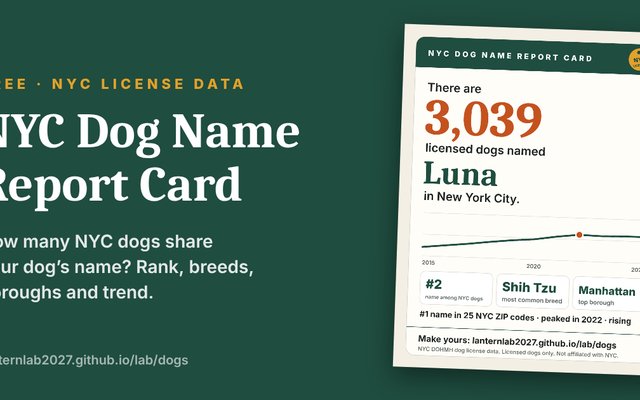 REE · NYC LICENSE DATA
NYC Dog Name
Report Card
ow many NYC dogs share
ur dog's name? Rank, breeds,
oroughs and trend.
nternlab2027.github.io/lab/dogs
NYC DOG NAME REPORT CARD
There are
3,039
licensed dogs named
Luna
in New York City.
2015
2020
#2
name among NYC dogs
Shih Tzu
most common breed
Manhattan
top borough
#1 name in 25 NYC ZIP codes · peaked in 2022 · rising
Make yours: lanternlab2027.github.io/lab/dogs
NYC DOHMH dog license data. Licensed dogs only. Not affiliated with NYC.